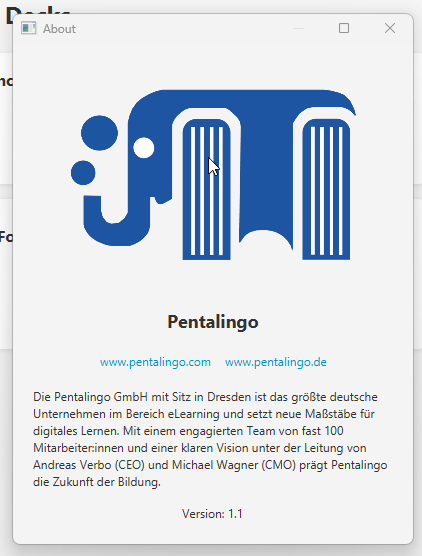 Decks
About
Pentalingo
www.pentalingo.com www.pentalingo.de
Die Pentalingo GmbH mit Sitz in Dresden ist das größte deutsche
Unternehmen im Bereich eLearning und setzt neue Maßstäbe für
digitales Lernen. Mit einem engagierten Team von fast 100
Mitarbeiter:innen und einer klaren Vision unter der Leitung von
Andreas Verbo (CEO) und Michael Wagner (CMO) prägt Pentalingo
die Zukunft der Bildung.
Version: 1.1